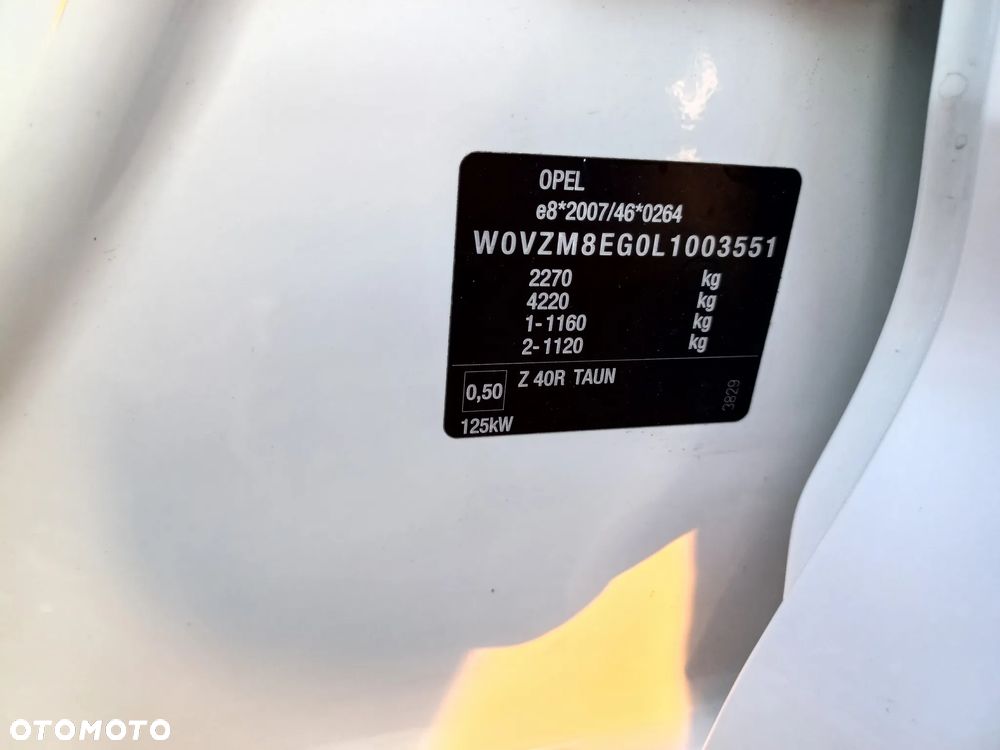 OPEL
e8*2007/46*0264
W0VZM8EG0L1003551
2270 kg
4220 kg
1-1160 kg
2-1120 kg
0,50 Z 40R TAUN
125kW
3829
OTOMOTO